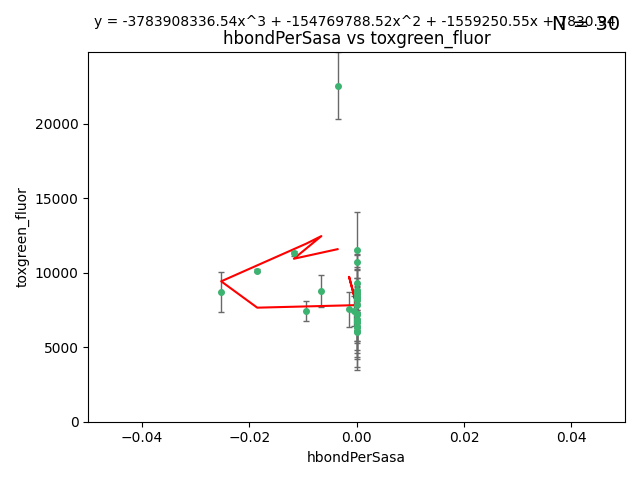 y = -3783908336.54x^3 + -154769788.52x^2 + -1559250.55x + 7830.94
N = 30
hbondPerSasa vs toxgreen_fluor
toxgreen_fluor
20000
15000
10000
5000
0
−0.04
−0.02
0.00
0.02
0.04
hbondPerSasa